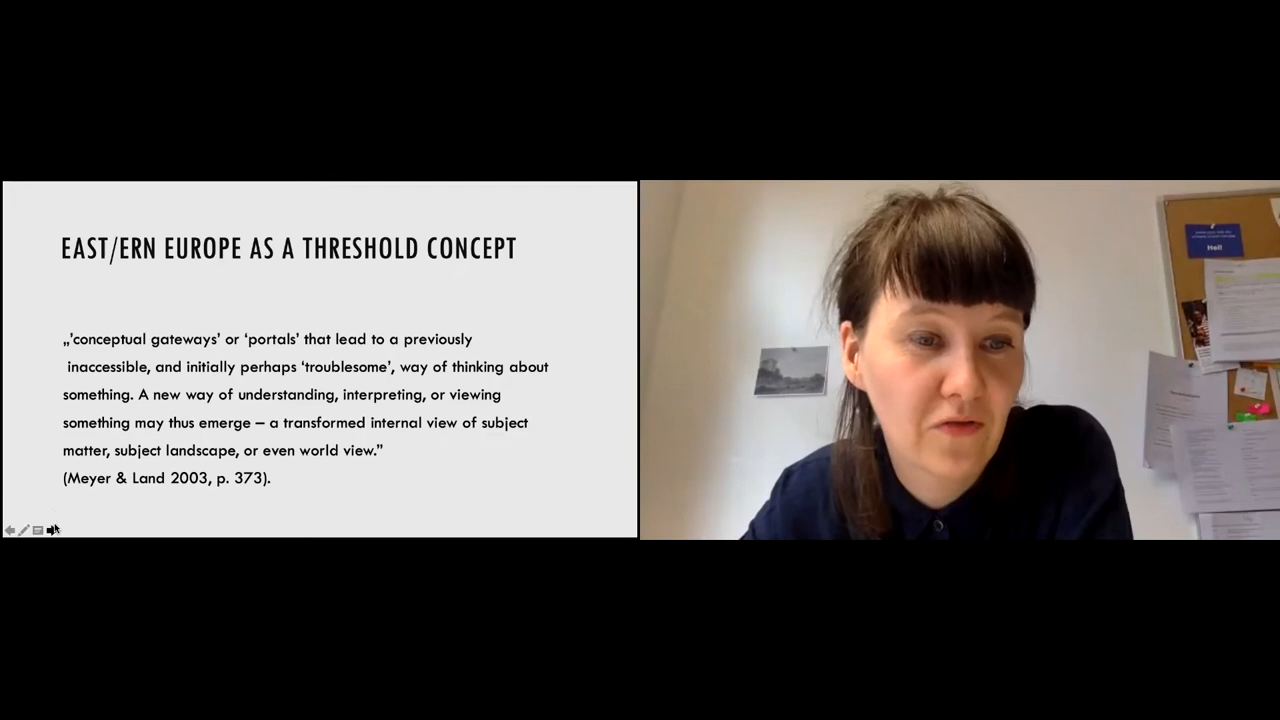 EAST/ERN EUROPE AS A THRESHOLD CONCEPT
„’conceptual gateways’ or ‘portals’ that lead to a previously
inaccessible, and initially perhaps ‘troublesome’, way of thinking about
something. A new way of understanding, interpreting, or viewing
something may thus emerge – a transformed internal view of subject
matter, subject landscape, or even world view.”
(Meyer & Land 2003, p. 373).
Hell!